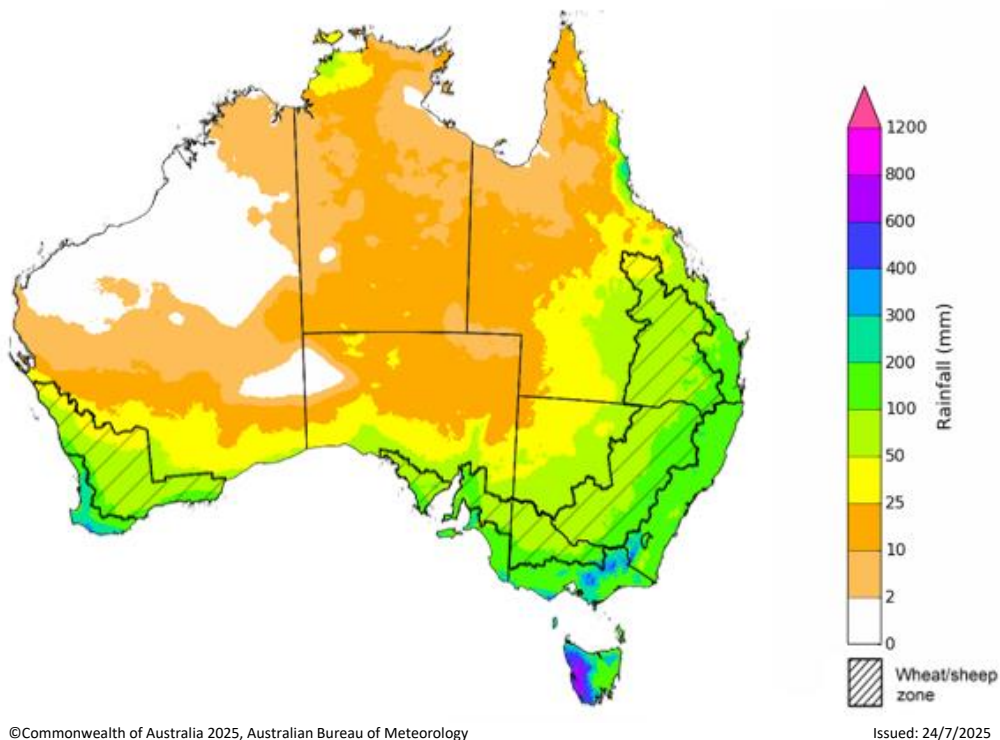 1200
800
600
400
300
200
100
50
25
10
2
0
Rainfall (mm)
Wheat/sheep
zone
©Commonwealth of Australia 2025, Australian Bureau of Meteorology
Issued: 24/7/2025